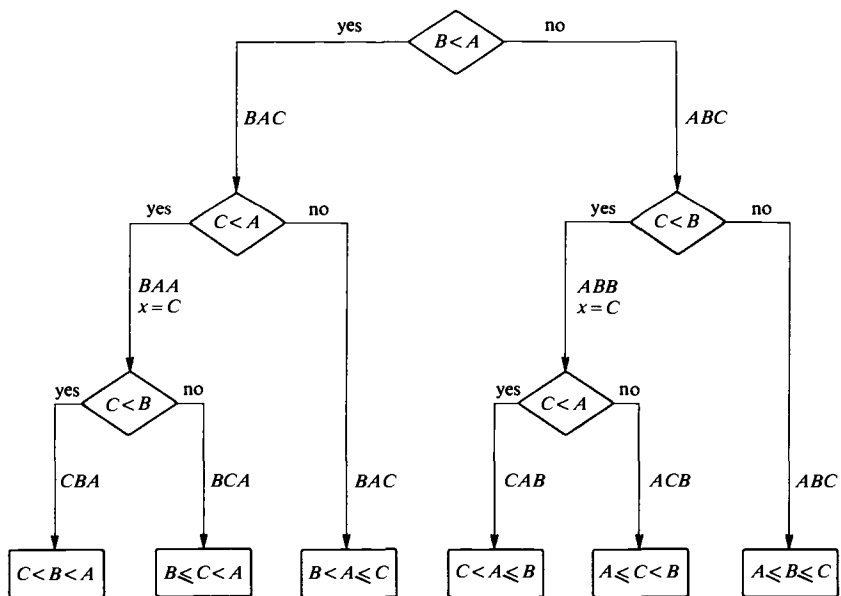 yes
B < A
no
BAC
ABC
yes
C < A
no
yes
C < B
no
BAA
x = C
ABB
x = C
yes
C < B
no
yes
C < A
no
CBA
BCA
BAC
CAB
ACB
ABC
C < B < A
B ⩽ C < A
B < A ⩽ C
C < A ⩽ B
A ⩽ C < B
A ⩽ B ⩽ C